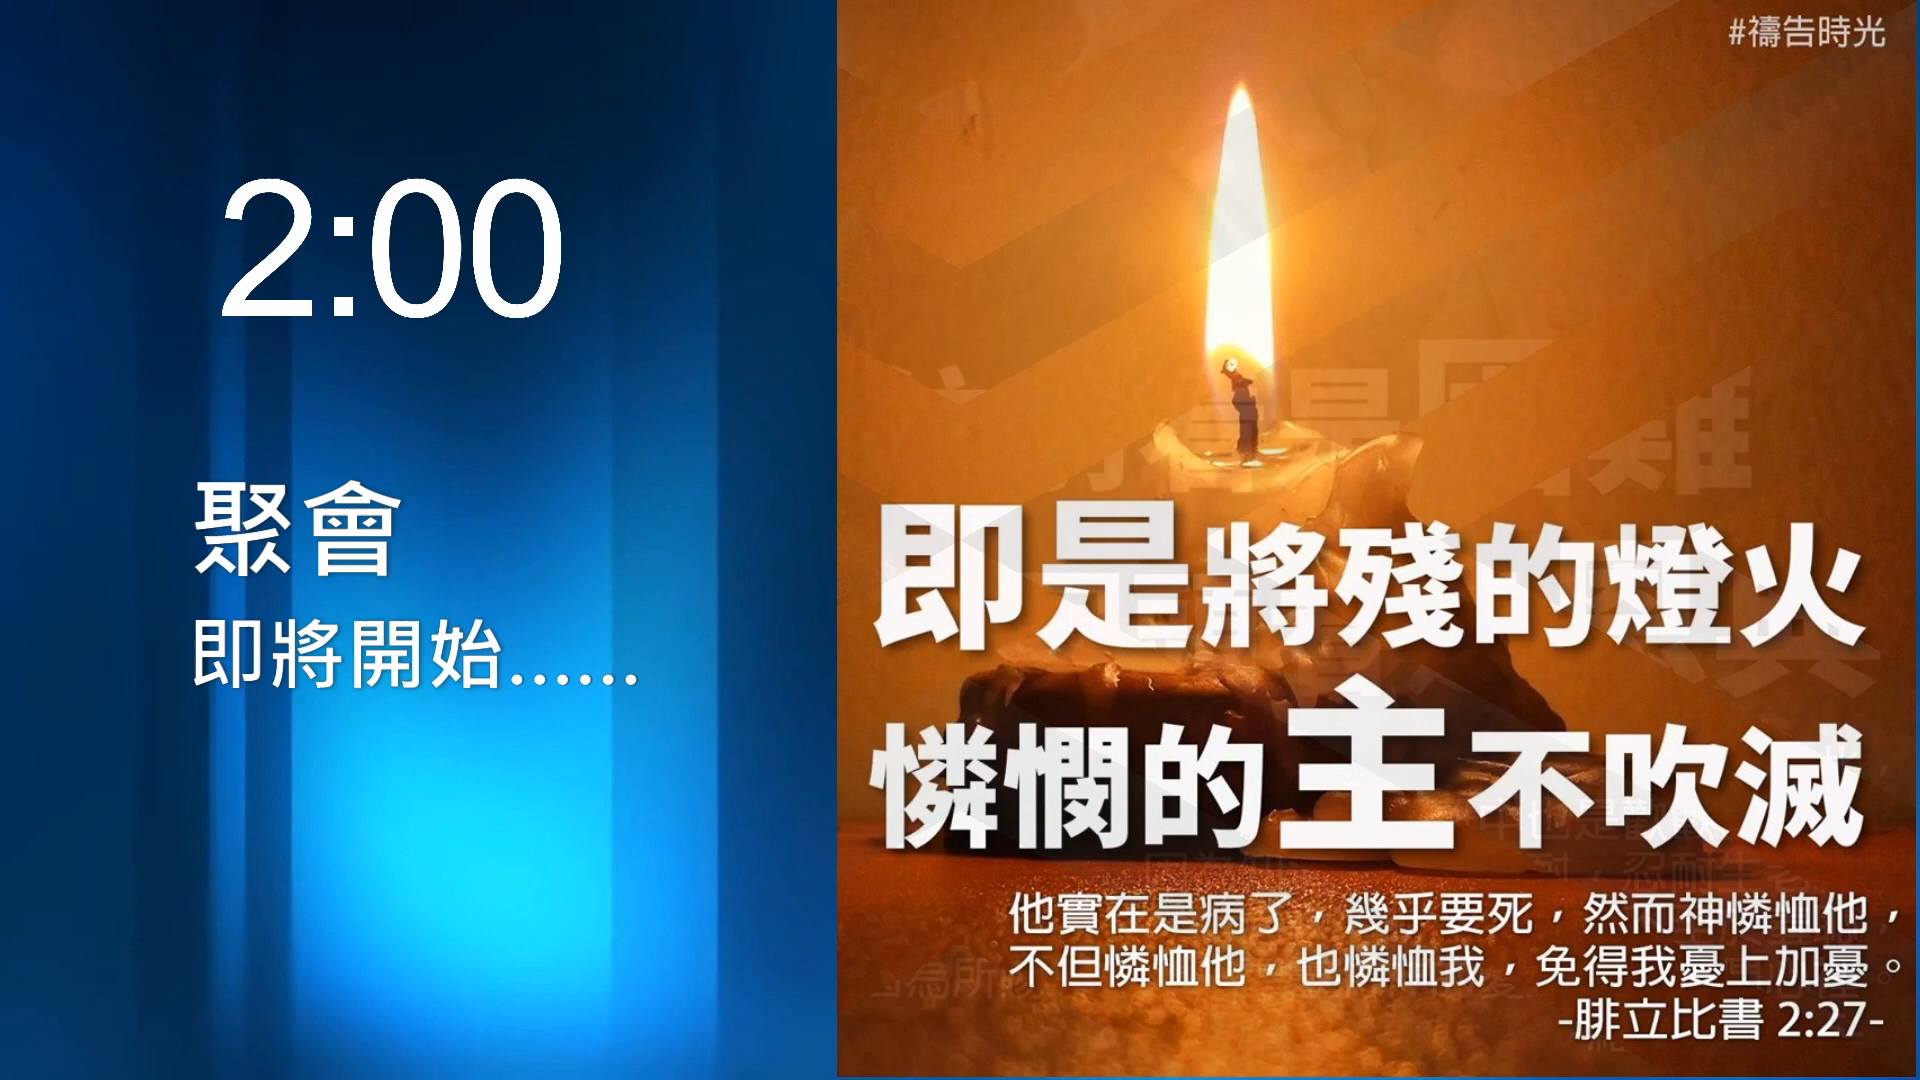 2:00
聚會
即將開始......
#禱告時光
即是將殘的燈火
憐憫的主不吹滅
他實在是病了，幾乎要死，然而神憐恤他，
不但憐恤他，也憐恤我，免得我憂上加憂。
-腓立比書 2:27-